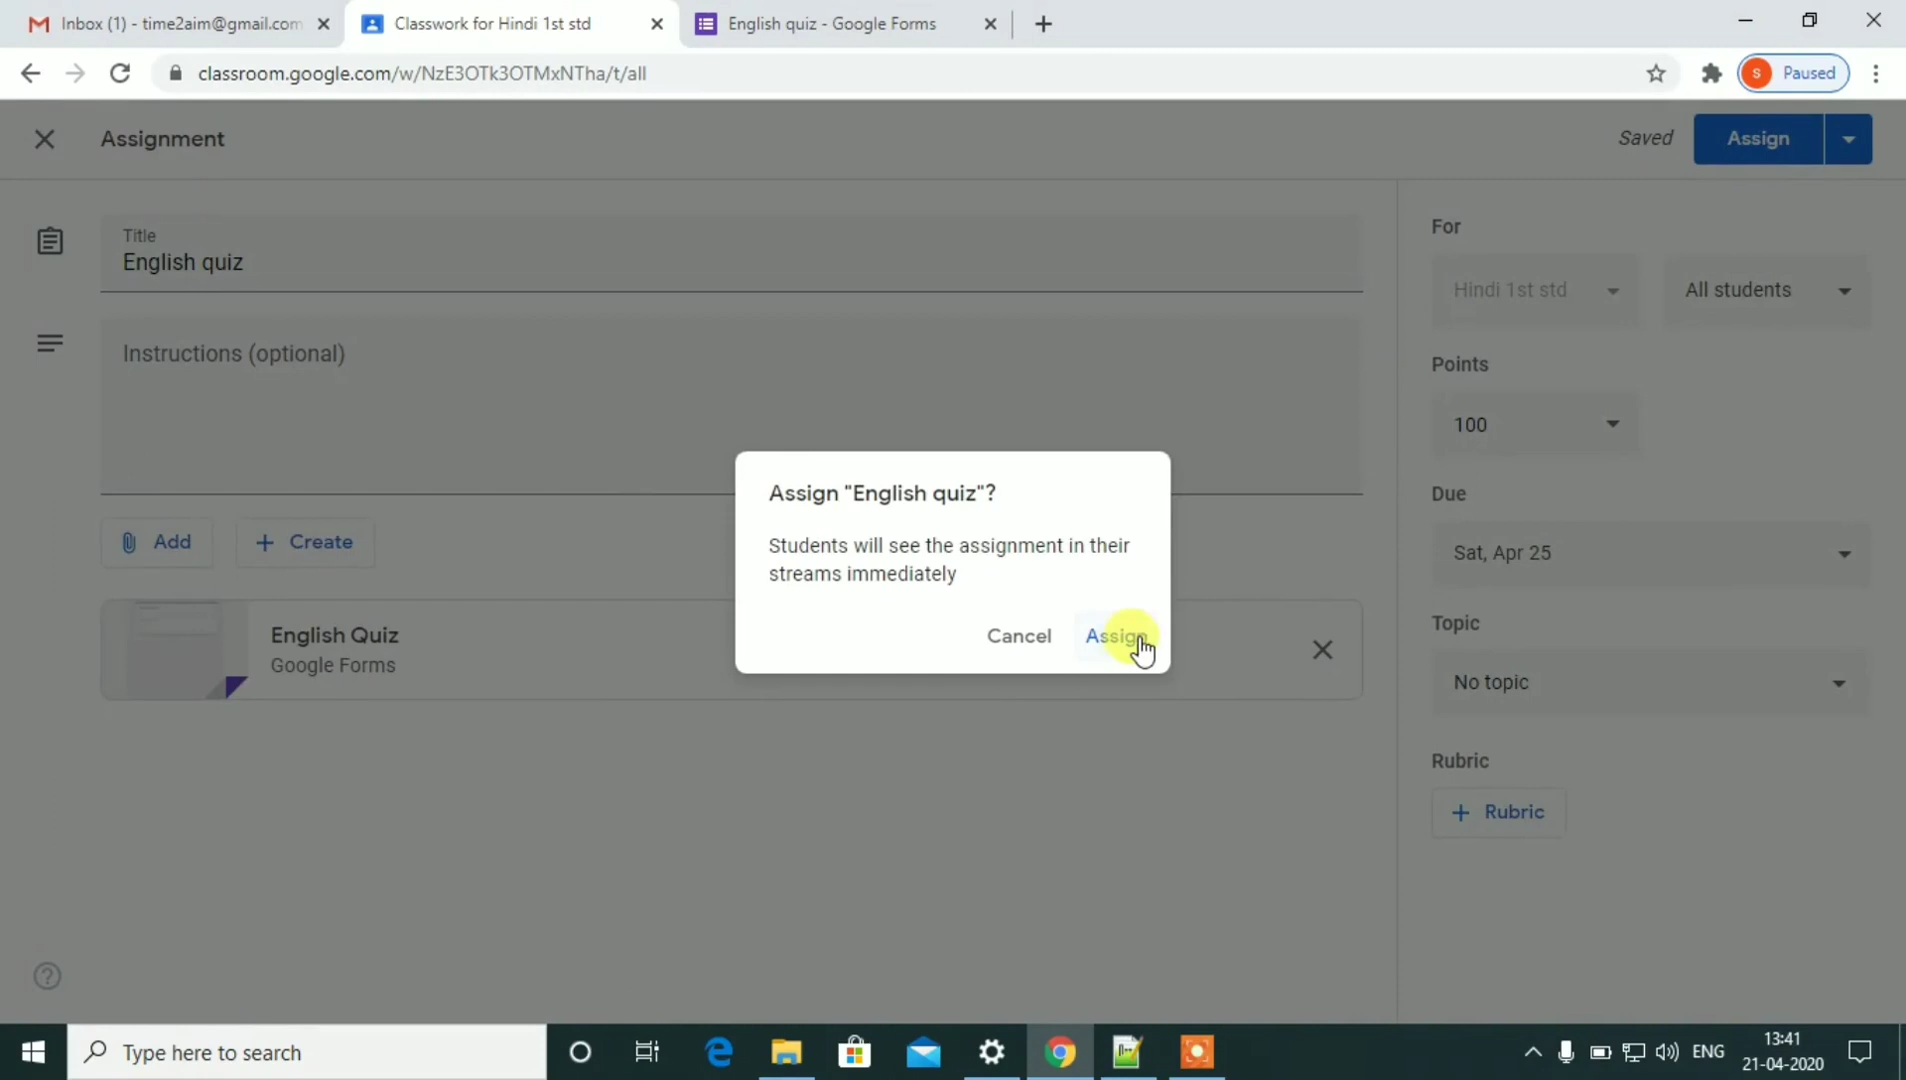 Inbox (1) - time2aim@gmail.com
Classwork for Hindi 1st std
English quiz - Google Forms
classroom.google.com/w/NzE3OTk3OTMxNTha/t/all
S
Paused
Assignment
Saved
Assign
Title
English quiz
For
Hindi 1st std
All students
Instructions (optional)
Points
100
Assign "English quiz"?
Students will see the assignment in their
streams immediately
Cancel
Assign
Due
Sat, Apr 25
Add
Create
English Quiz
Google Forms
Topic
No topic
Rubric
Rubric
Type here to search
ENG
13:41
21-04-2020